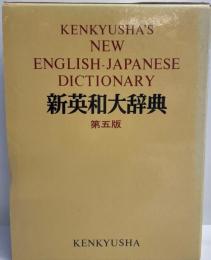 KENKYUSHA'S
NEW
ENGLISH-JAPANESE
DICTIONARY
新英和大辞典
第五版
KENKYUSHA